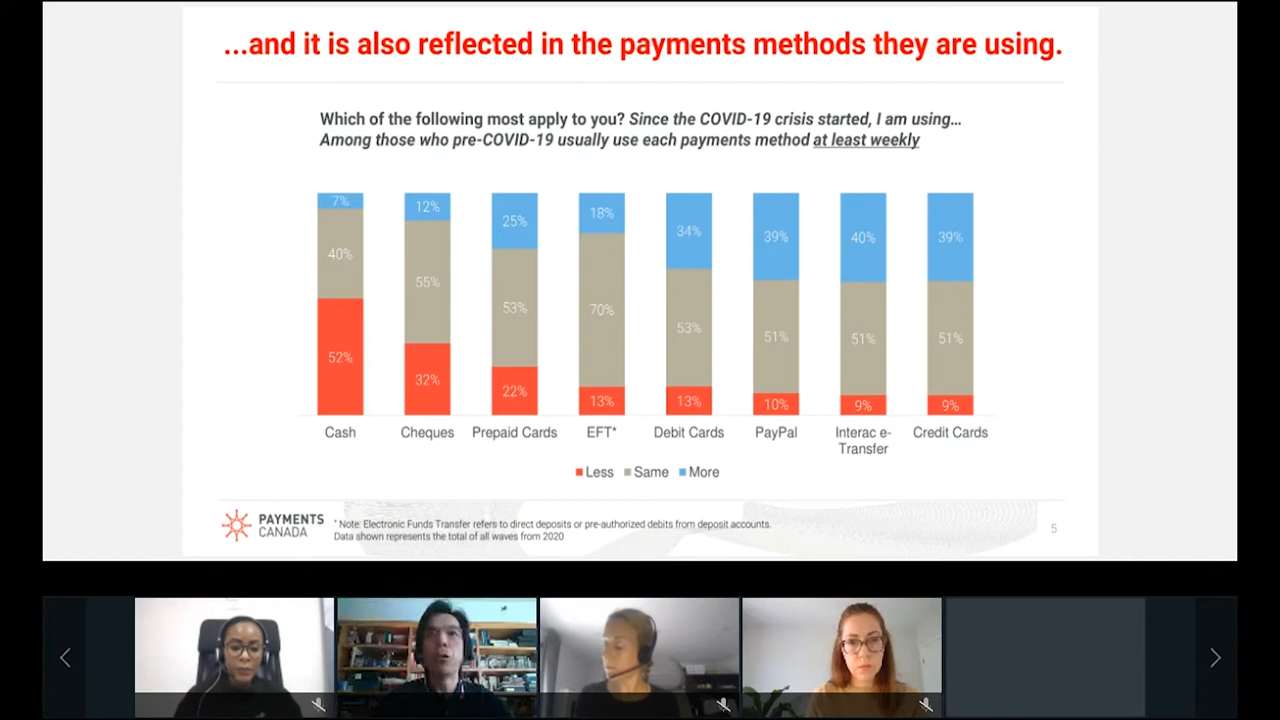 ...and it is also reflected in the payments methods they are using.
Which of the following most apply to you? Since the COVID-19 crisis started, I am using...
Among those who pre-COVID-19 usually use each payments method at least weekly
7% 12% 25% 18% 34% 39% 40% 39%
40% 55% 53% 70% 53% 51% 51% 51%
52% 32% 22% 13% 13% 10% 9% 9%
Cash Cheques Prepaid Cards EFT* Debit Cards PayPal Interac e- Credit Cards
Transfer
Less Same More
PAYMENTS
CANADA
* Note: Electronic Funds Transfer refers to direct deposits or pre-authorized debits from deposit accounts.
Data shown represents the total of all waves from 2020
5